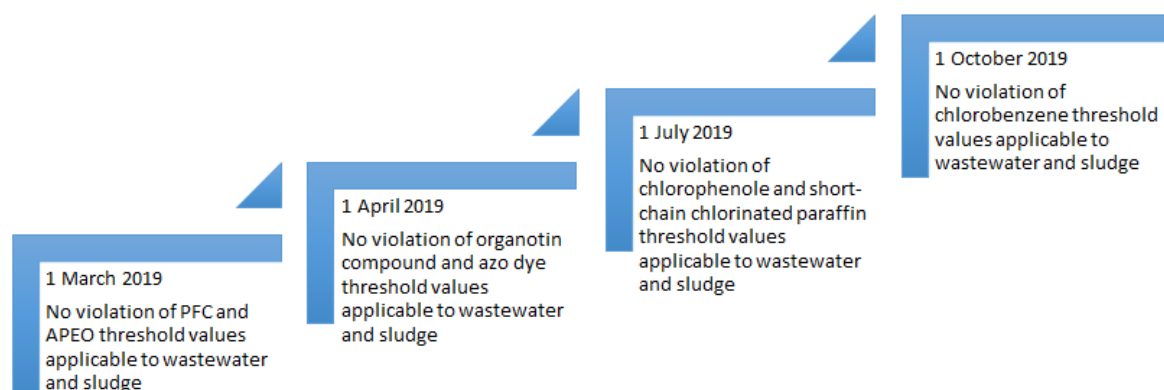 1 March 2019
No violation of PFC and
APEO threshold values
applicable to wastewater
and sludge
1 April 2019
No violation of organotin
compound and azo dye
threshold values
applicable to wastewater
and sludge
1 July 2019
No violation of
chlorophenole and short-
chain chlorinated paraffin
threshold values
applicable to wastewater
and sludge
1 October 2019
No violation of
chlorobenzene threshold
values applicable to
wastewater and sludge